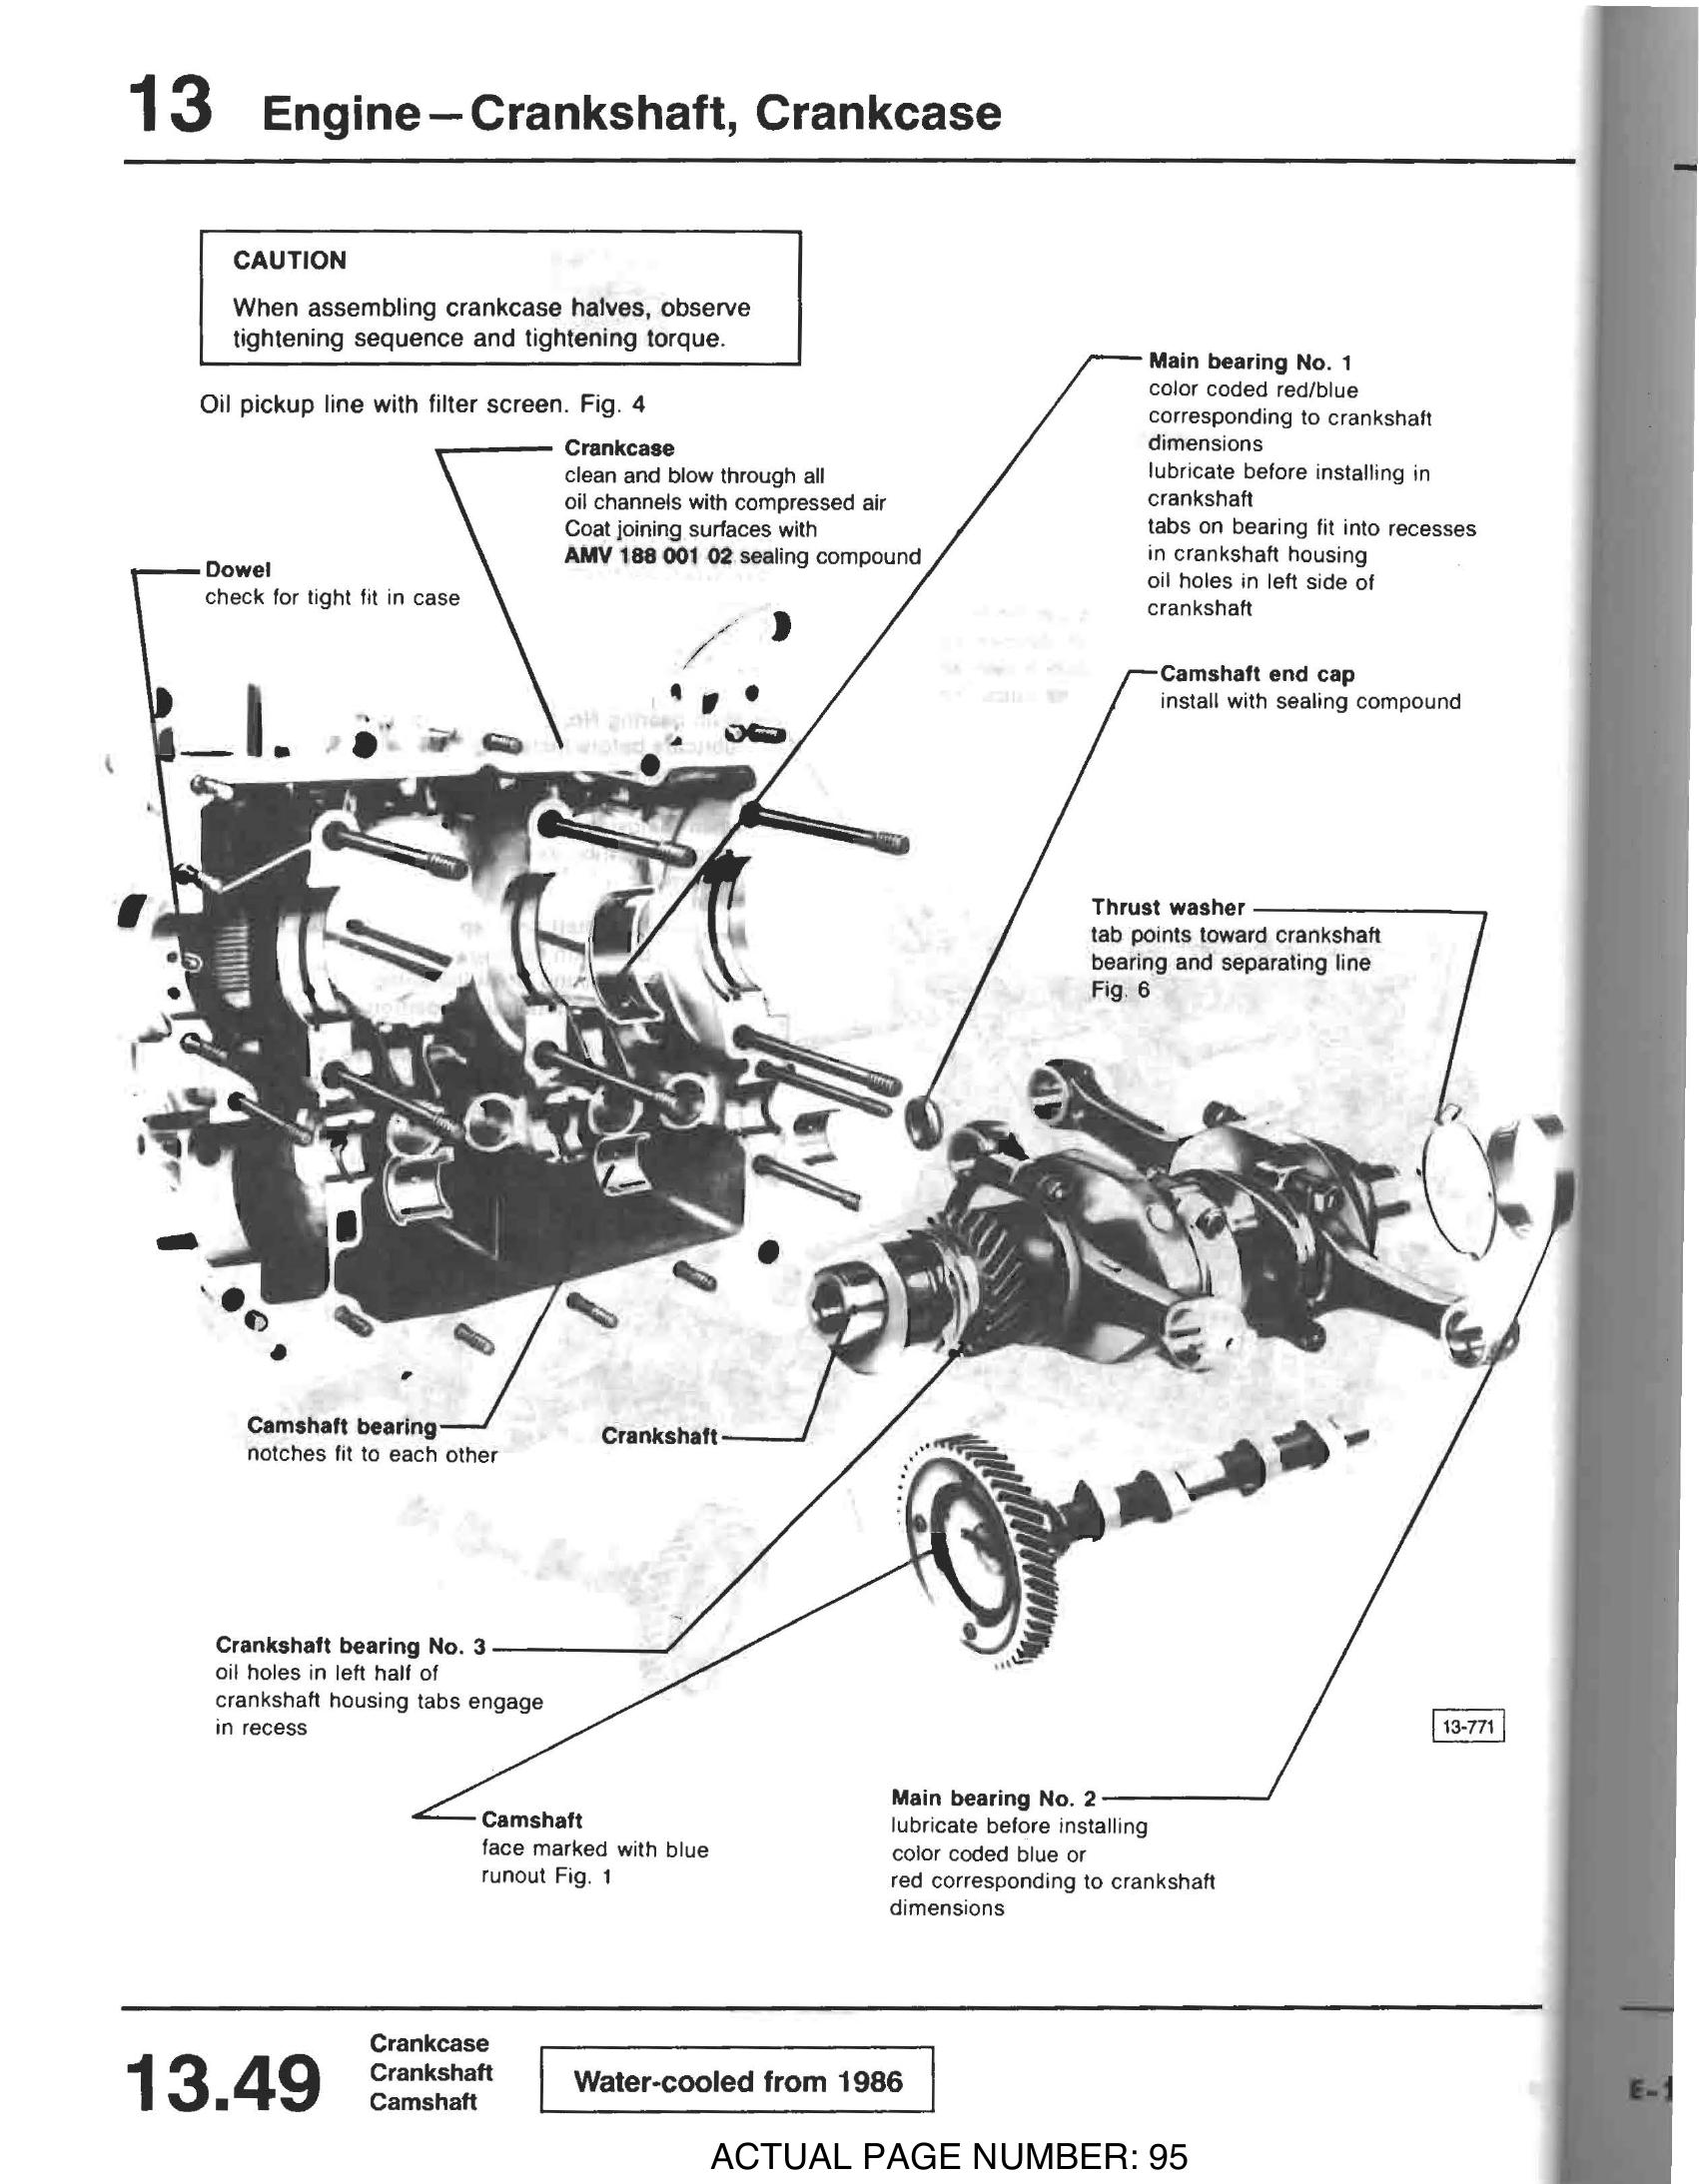 13 Engine—Crankshaft, Crankcase
CAUTION
When assembling crankcase halves, observe
tightening sequence and tightening torque.
Oil pickup line with filter screen. Fig. 4
Crankcase
clean and blow through all
oil channels with compressed air
Coat joining surfaces with
AMV 188 001 02 sealing compound
Dowel
check for tight fit in case
Main bearing No. 1
color coded red/blue
corresponding to crankshaft
dimensions
lubricate before installing in
crankshaft
tabs on bearing fit into recesses
in crankshaft housing
oil holes in left side of
crankshaft
Camshaft end cap
install with sealing compound
Thrust washer
tab points toward crankshaft
bearing and separating line
Fig. 6
Camshaft bearing
notches fit to each other
Crankshaft
Crankshaft bearing No. 3
oil holes in left half of
crankshaft housing tabs engage
in recess
13-771
Camshaft
face marked with blue
runout Fig. 1
Main bearing No. 2
lubricate before installing
color coded blue or
red corresponding to crankshaft
dimensions
13.49
Crankcase
Crankshaft
Camshaft
Water-cooled from 1986
ACTUAL PAGE NUMBER: 95